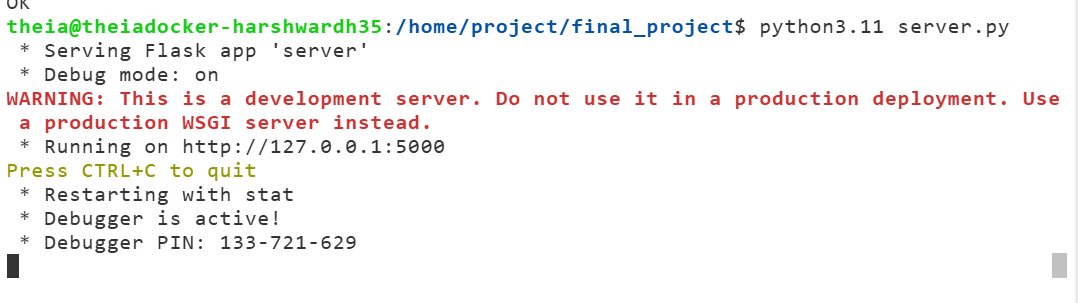 OK
theia@theiadocker-harshwardh35:/home/project/final_project$ python3.11 server.py
 * Serving Flask app 'server'
 * Debug mode: on
WARNING: This is a development server. Do not use it in a production deployment. Use
 a production WSGI server instead.
 * Running on http://127.0.0.1:5000
Press CTRL+C to quit
 * Restarting with stat
 * Debugger is active!
 * Debugger PIN: 133-721-629